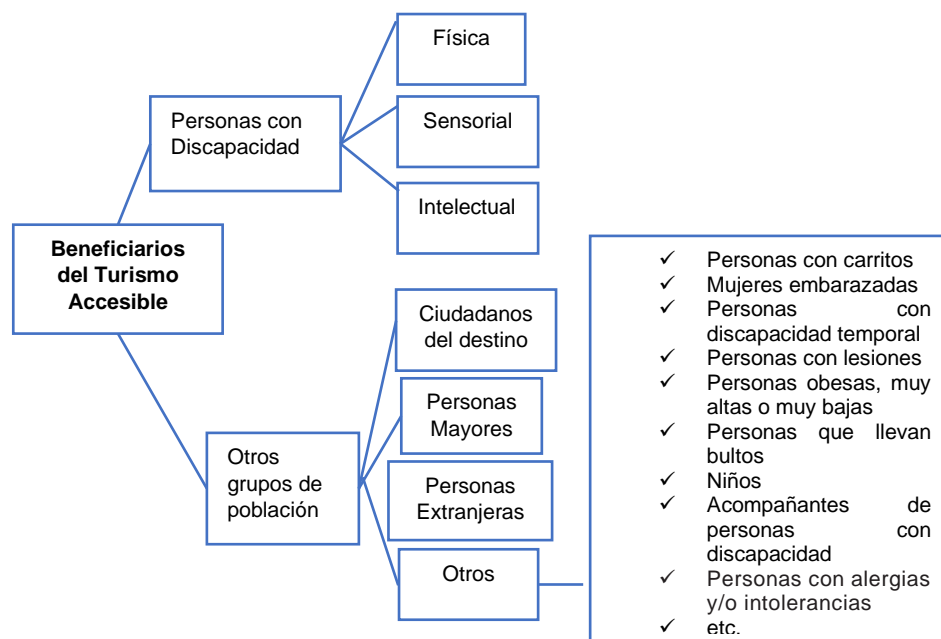 Física
Personas con
Discapacidad
Sensorial
Intelectual
Beneficiarios
del Turismo
Accesible
Ciudadanos
del destino
Personas
Mayores
Otros
grupos de
población
Personas
Extranjeras
Otros
✓ Personas con carritos
✓ Mujeres embarazadas
✓ Personas con
discapacidad temporal
✓ Personas con lesiones
✓ Personas obesas, muy
altas o muy bajas
✓ Personas que llevan
bultos
✓ Niños
✓ Acompañantes de
personas con
discapacidad
✓ Personas con alergias
y/o intolerancias
✓ etc.